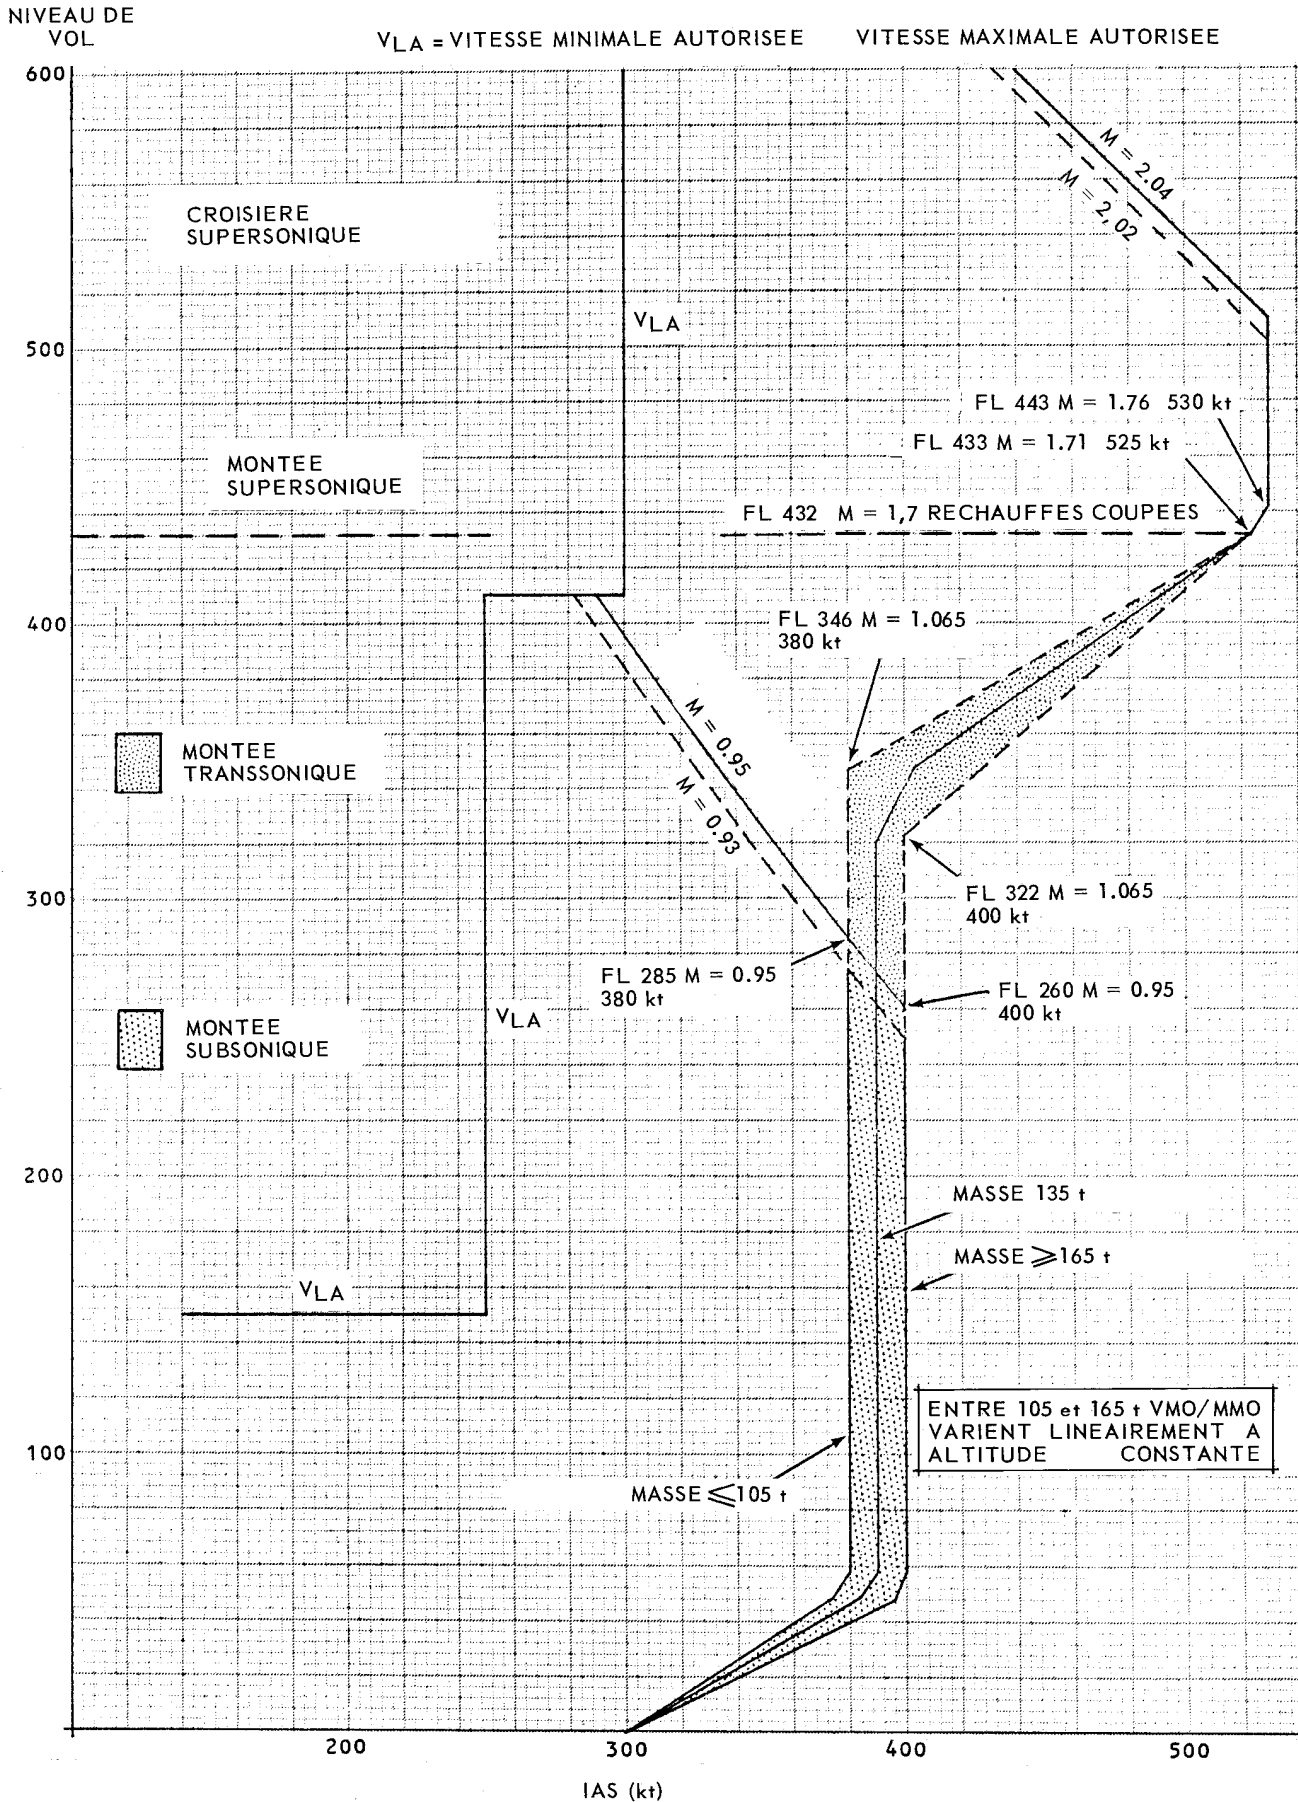 NIVEAU DE
VOL
VLA = VITESSE MINIMALE AUTORISEE
VITESSE MAXIMALE AUTORISEE
600
M = 2.04
M = 2,02
CROISIERE
SUPERSONIQUE
VLA
500
FL 443 M = 1.76 530 kt
FL 433 M = 1.71 525 kt
MONTEE
SUPERSONIQUE
FL 432 M = 1,7 RECHAUFFES COUPEES
400
FL 346 M = 1.065
380 kt
M = 0.95
M = 0.93
MONTEE
TRANSSONIQUE
300
FL 322 M = 1.065
400 kt
FL 285 M = 0.95
380 kt
FL 260 M = 0.95
400 kt
VLA
MONTEE
SUBSONIQUE
200
MASSE 135 t
MASSE ⩾165 t
VLA
ENTRE 105 et 165 t VMO/MMO
VARIENT LINEAIREMENT A
ALTITUDE CONSTANTE
100
MASSE ⩽105 t
200
300
400
500
IAS (kt)